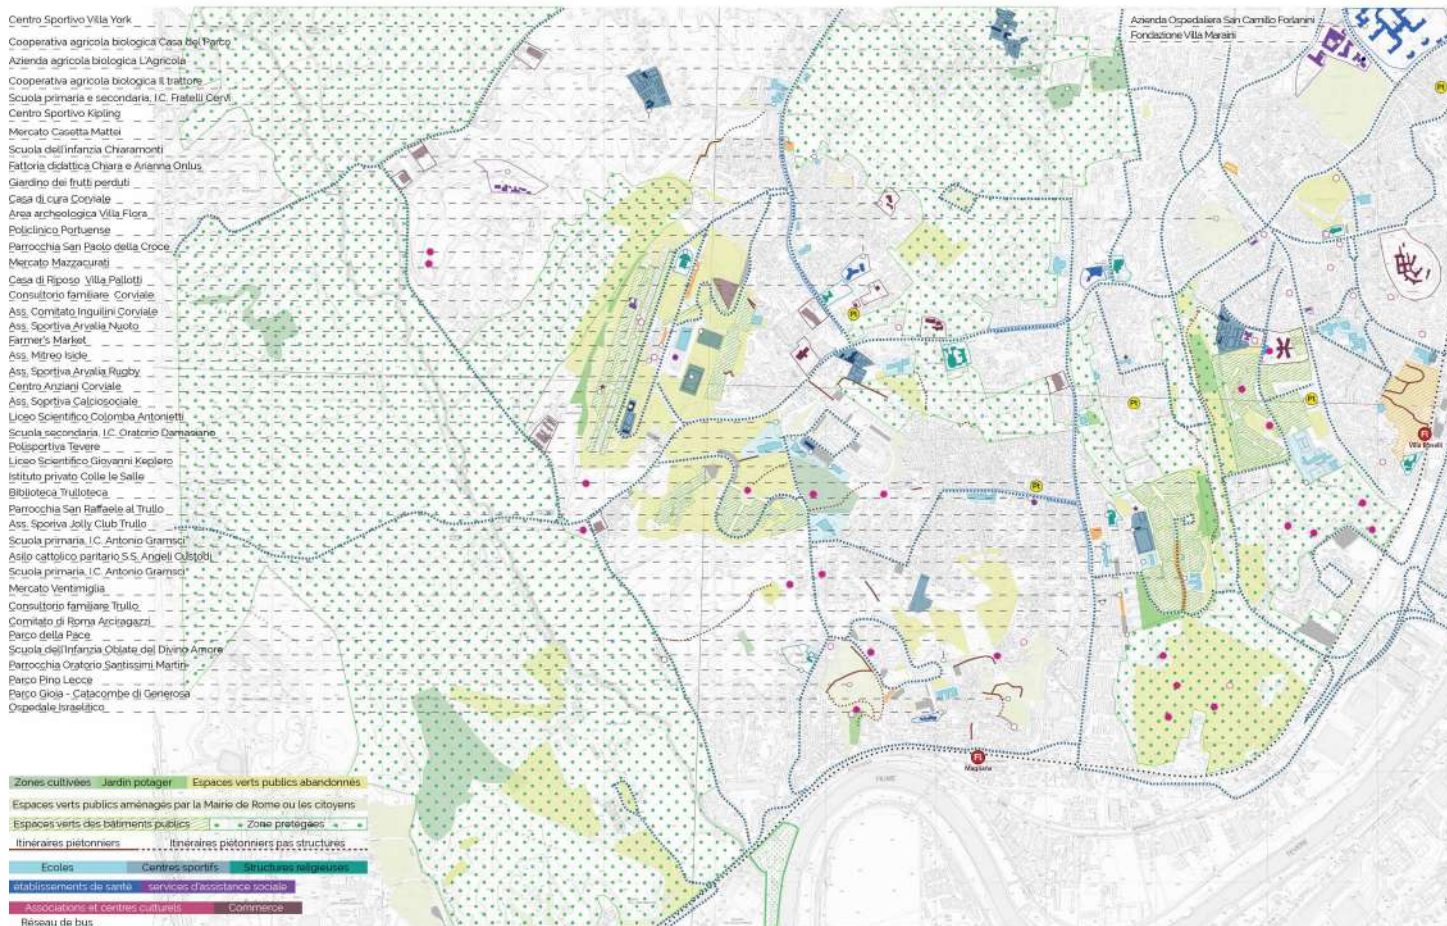 Centro Sportivo Villa York
Cooperativa agricola biologica Casa del Parco
Azienda agricola biologica L'Agricola
Cooperativa agricola biologica Il trattore
Scuola primaria e secondaria, I.C. Fratelli Cervi
Centro Sportivo Kipling
Mercato Casetta Mattei
Scuola dell'infanzia Chiaramonti
Fattoria didattica Chiara e Arianna Onlus
Giardino dei frutti perduti
Casa di cura Corviale
Area archeologica Villa Flora
Policlinico Portuense
Parrocchia San Paolo della Croce
Mercato Mazzacurati
Casa di Riposo Villa Pallotti
Consultorio familiare Corviale
Ass. Comitato Inquilini Corviale
Ass. Sportiva Arvalia Nuoto
Farmer's Market
Ass. Mitreo Iside
Ass. Sportiva Arvalia Rugby
Centro Anziani Corviale
Ass. Soprtiva Calciosociale
Liceo Scientifico Colomba Antonietti
Scuola secondaria, I.C. Oratorio Damasiano
Polisportiva Tevere
Liceo Scientifico Giovanni Keplero
Istituto privato Colle le Salle
Biblioteca Trulloteca
Parrocchia San Raffaele al Trullo
Ass. Sporiva Jolly Club Trullo
Scuola primaria, I.C. Antonio Gramsci"
Asilo cattolico paritario S.S. Angeli Custodi
Scuola primaria, I.C. Antonio Gramsci"
Mercato Ventimiglia
Consultorio familiare Trullo
Comitato di Roma Arciragazzi
Parco della Pace
Scuola dell'Infanzia Oblate del Divino Amore
Parrocchia Oratorio Santissimi Martiri
Parco Pino Lecce
Parco Gioia - Catacombe di Generosa
Ospedale Israelitico
Azienda Ospedaliera San Camillo Forlanini
Fondazione Villa Maraini
Pt
Pt
Pt
Pt
Pt
Fl
Villa Bonelli
Fl
Magliana
FIUME
TEVERE
Zones cultivées Jardin potager Espaces verts publics abandonnés
Espaces verts publics aménagés par la Mairie de Rome ou les citoyens
Espaces verts des bâtiments publics Zone protégées
Itinéraires piétonniers Itinéraires piétonniers pas structurés
Ecoles Centres sportifs Structures religieuses
établissements de santé services d'assistance sociale
Associations et centres culturels Commerce
Réseau de bus